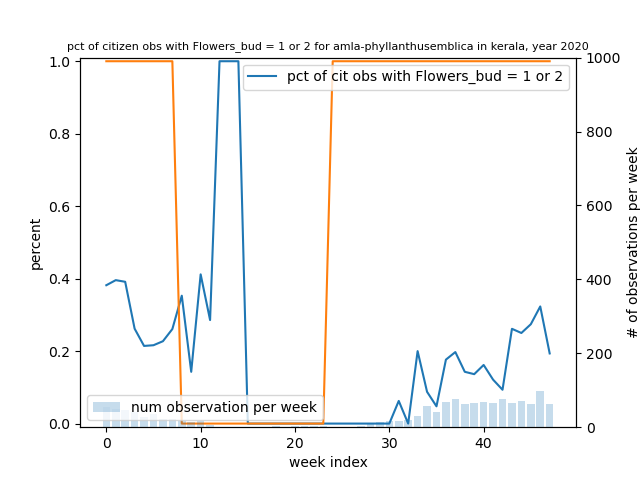 pct of citizen obs with Flowers_bud = 1 or 2 for amla-phyllanthusemblica in kerala, year 2020
pct of cit obs with Flowers_bud = 1 or 2
num observation per week
percent
1.0
0.8
0.6
0.4
0.2
0.0
1000
800
600
400
200
0
# of observations per week
0 10 20 30 40
week index